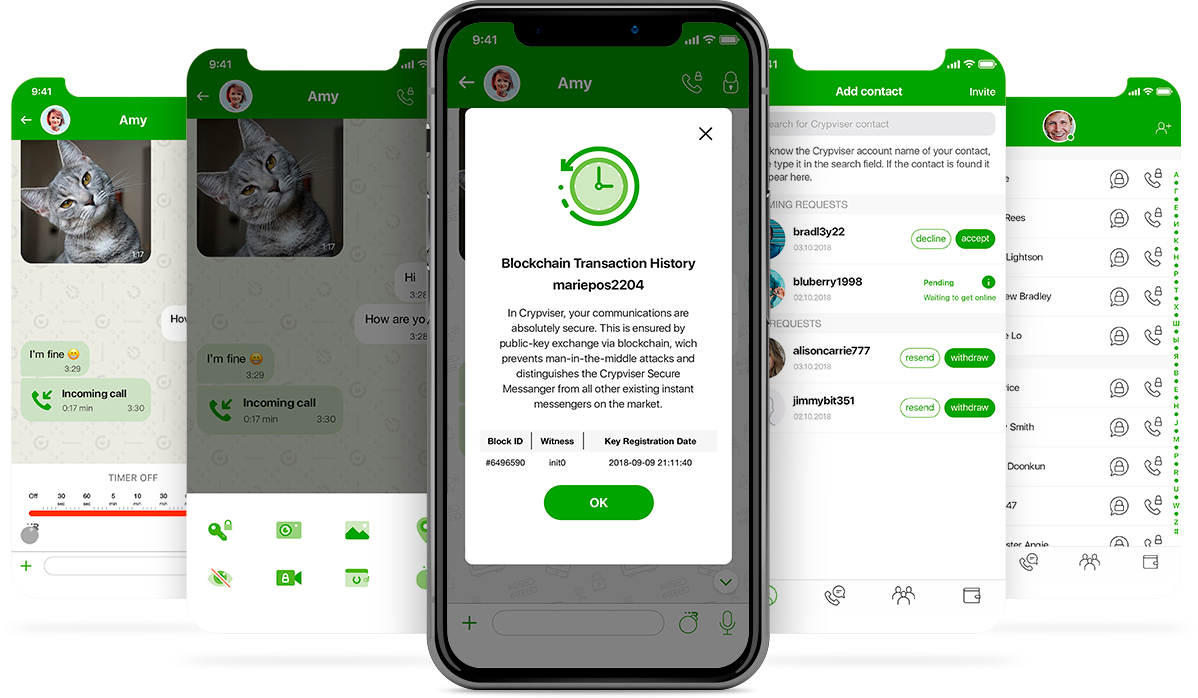 9:41
Amy
1:17
How
I'm fine
3:29
Incoming call
0:17 min 3:30
TIMER OFF
Off 30 60 5 10 30
sec sec min min min
9:41
Amy
1:17
Hi
3:28
How are yo
3:28
I'm fine
3:29
Incoming call
0:17 min 3:30
9:41
Amy
Blockchain Transaction History
mariepos2204
In Crypviser, your communications are
absolutely secure. This is ensured by
public-key exchange via blockchain, wich
prevents man-in-the-middle attacks and
distinguishes the Crypviser Secure
Messanger from all other existing instant
messengers on the market.
Block ID Witness Key Registration Date
#6496590 init0 2018-09-09 21:11:40
OK
41
Add contact Invite
earch for Crypviser contact
know the Crypviser account name of your contact,
type it in the search field. If the contact is found it
pear here.
MING REQUESTS
bradl3y22
03.10.2018
decline accept
bluberry1998
02.10.2018
Pending
Waiting to get online
REQUESTS
alisoncarrie777
03.10.2018
resend withdraw
jimmybit351
02.10.2018
resend withdraw
Rees
Lightson
ew Bradley
e Lo
rice
Smith
Doonkun
47
ster Angie